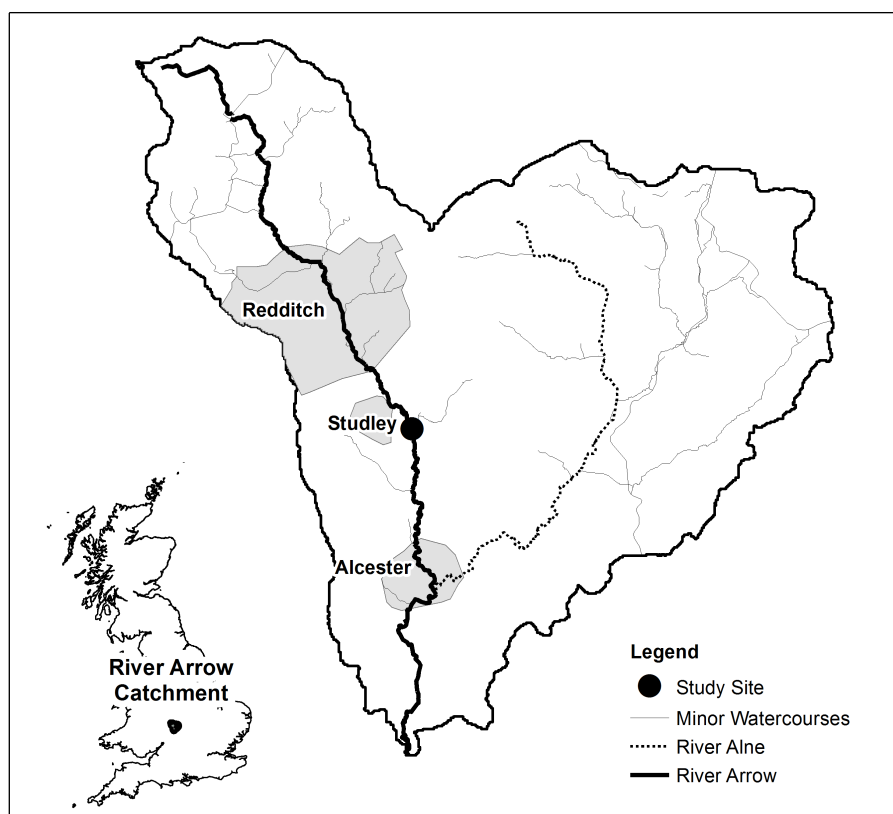 Redditch
Studley
Alcester
River Arrow
Catchment
Legend
Study Site
Minor Watercourses
River Alne
River Arrow